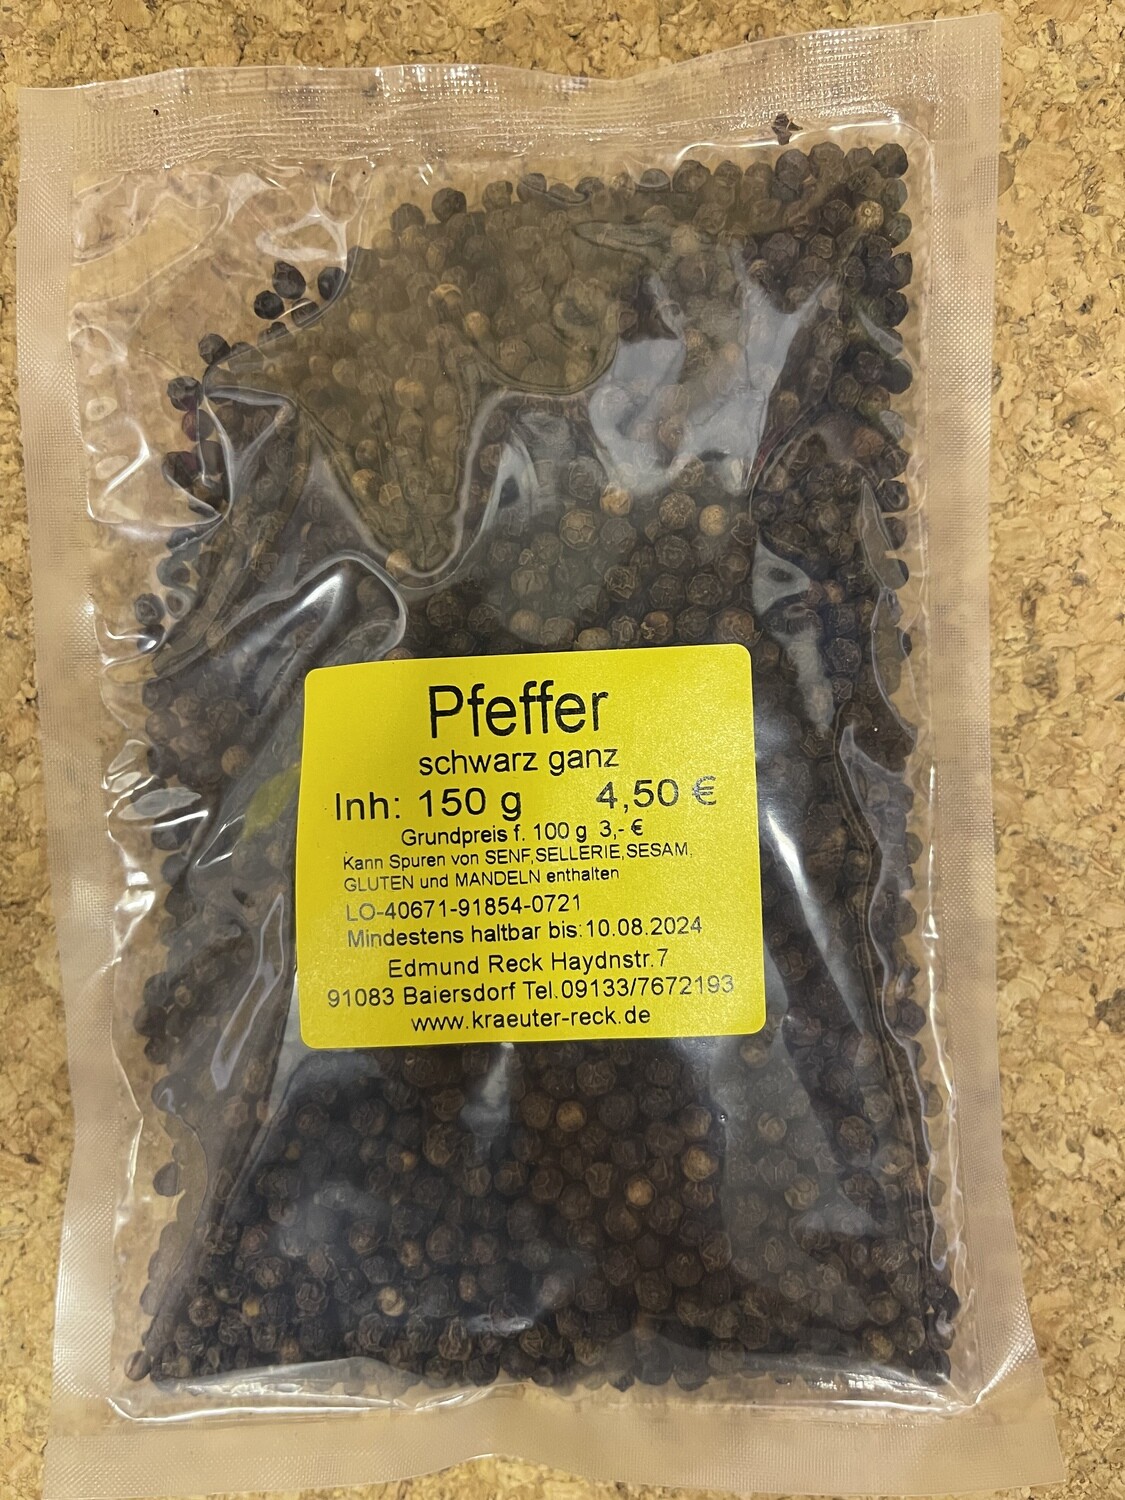 Pfeffer
schwarz ganz
Inh: 150 g 4,50 €
Grundpreis f. 100 g 3,- €
Kann Spuren von SENF,SELLERIE,SESAM,
GLUTEN und MANDELN enthalten
LO-40671-91854-0721
Mindestens haltbar bis:10.08.2024
Edmund Reck Haydnstr.7
91083 Baiersdorf Tel.09133/7672193
www.kraeuter-reck.de